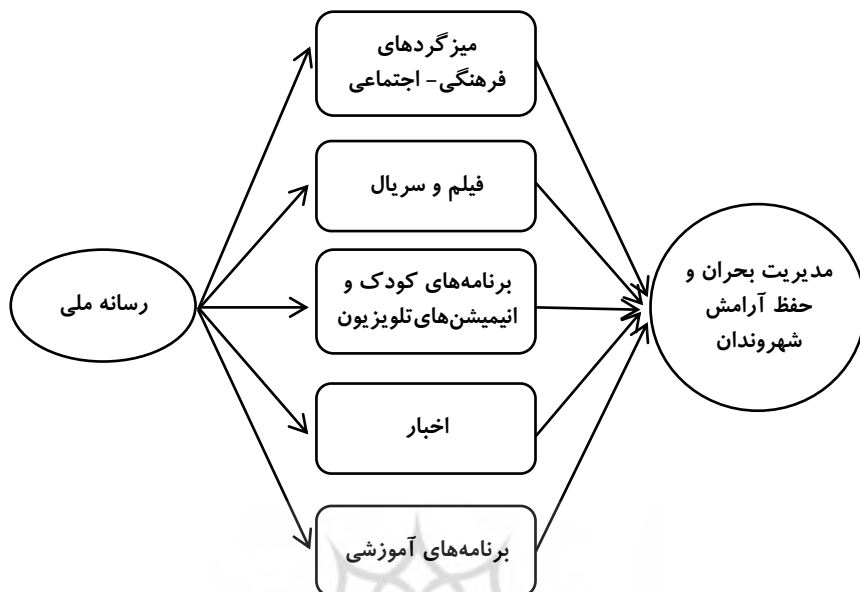 میزگردهای
فرهنگی - اجتماعی
فیلم و سریال
رسانه ملی
برنامه‌های کودک و
انیمیشن‌های تلویزیون
مدیریت بحران و
حفظ آرامش
شهروندان
اخبار
برنامه‌های آموزشی